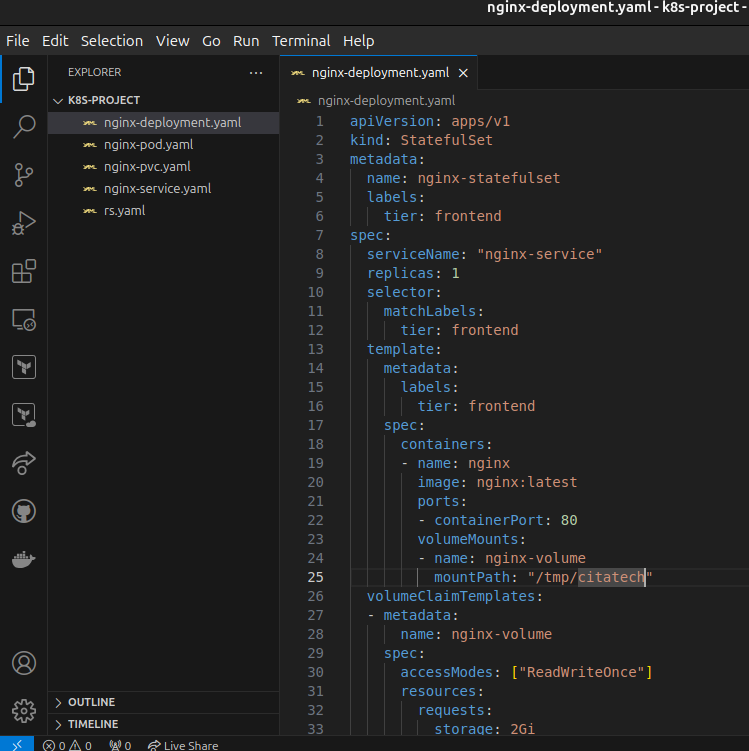 nginx-deployment.yaml - k8s-project -
File Edit Selection View Go Run Terminal Help
EXPLORER
K8S-PROJECT
nginx-deployment.yaml
nginx-pod.yaml
nginx-pvc.yaml
nginx-service.yaml
rs.yaml
OUTLINE
TIMELINE
nginx-deployment.yaml
nginx-deployment.yaml
1 apiVersion: apps/v1
2 kind: StatefulSet
3 metadata:
4   name: nginx-statefulset
5   labels:
6     tier: frontend
7 spec:
8   serviceName: "nginx-service"
9   replicas: 1
10   selector:
11     matchLabels:
12       tier: frontend
13   template:
14     metadata:
15       labels:
16         tier: frontend
17     spec:
18       containers:
19       - name: nginx
20         image: nginx:latest
21         ports:
22         - containerPort: 80
23         volumeMounts:
24         - name: nginx-volume
25           mountPath: "/tmp/citatech"
26   volumeClaimTemplates:
27   - metadata:
28       name: nginx-volume
29     spec:
30       accessModes: ["ReadWriteOnce"]
31       resources:
32         requests:
33           storage: 2Gi
0 0 0 Live Share